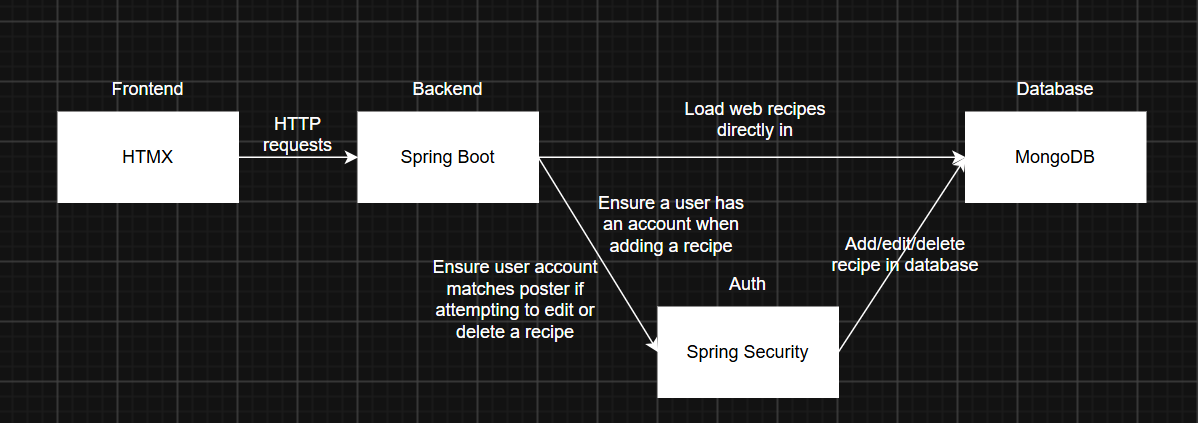 Frontend
Backend
Database
HTMX
HTTP
requests
Spring Boot
Load web recipes
directly in
MongoDB
Ensure a user has
an account when
adding a recipe
Ensure user account
matches poster if
attempting to edit or
delete a recipe
Add/edit/delete
recipe in database
Auth
Spring Security